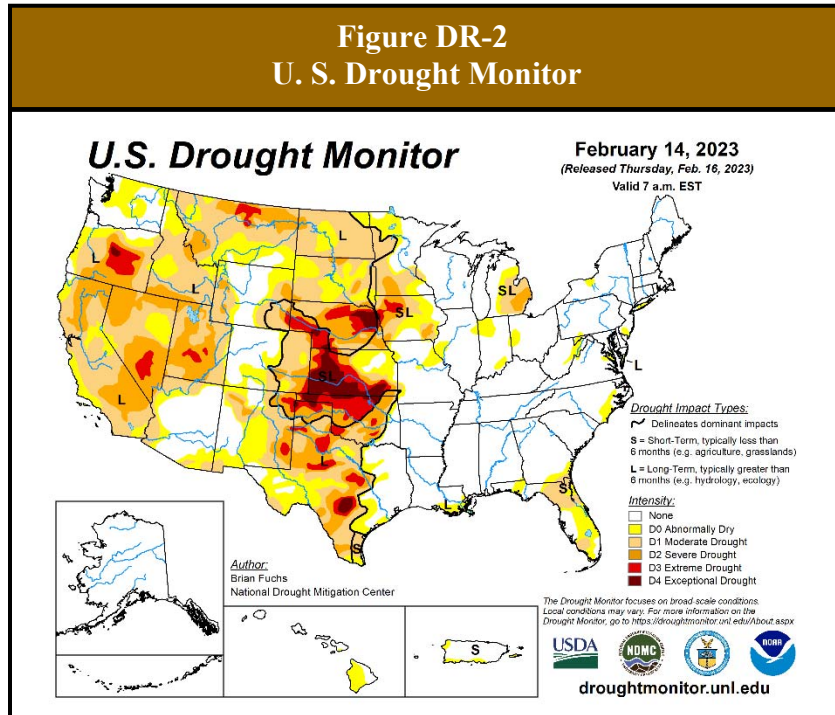 Figure DR-2
U. S. Drought Monitor
U.S. Drought Monitor
February 14, 2023
(Released Thursday, Feb. 16, 2023)
Valid 7 a.m. EST
L
L
L
SL
SL
SL
L
L
L
L
S
S
Drought Impact Types:
Delineates dominant impacts
S = Short-Term, typically less than
6 months (e.g. agriculture, grasslands)
L = Long-Term, typically greater than
6 months (e.g. hydrology, ecology)
Intensity:
None
D0 Abnormally Dry
D1 Moderate Drought
D2 Severe Drought
D3 Extreme Drought
D4 Exceptional Drought
Author:
Brian Fuchs
National Drought Mitigation Center
S
The Drought Monitor focuses on broad-scale conditions.
Local conditions may vary. For more information on the
Drought Monitor, go to https://droughtmonitor.unl.edu/About.aspx
USDA
NDMC
NOAA
droughtmonitor.unl.edu